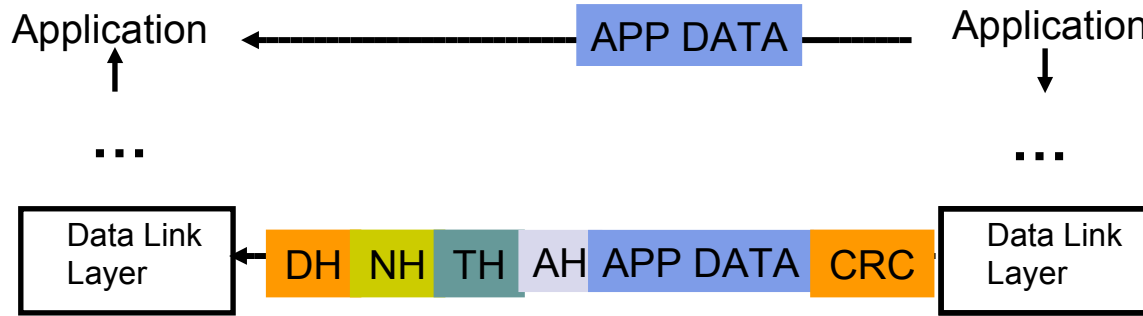 Application
APP DATA
Application
...
...
Data Link
Layer
DH
NH
TH
AH
APP DATA
CRC
Data Link
Layer